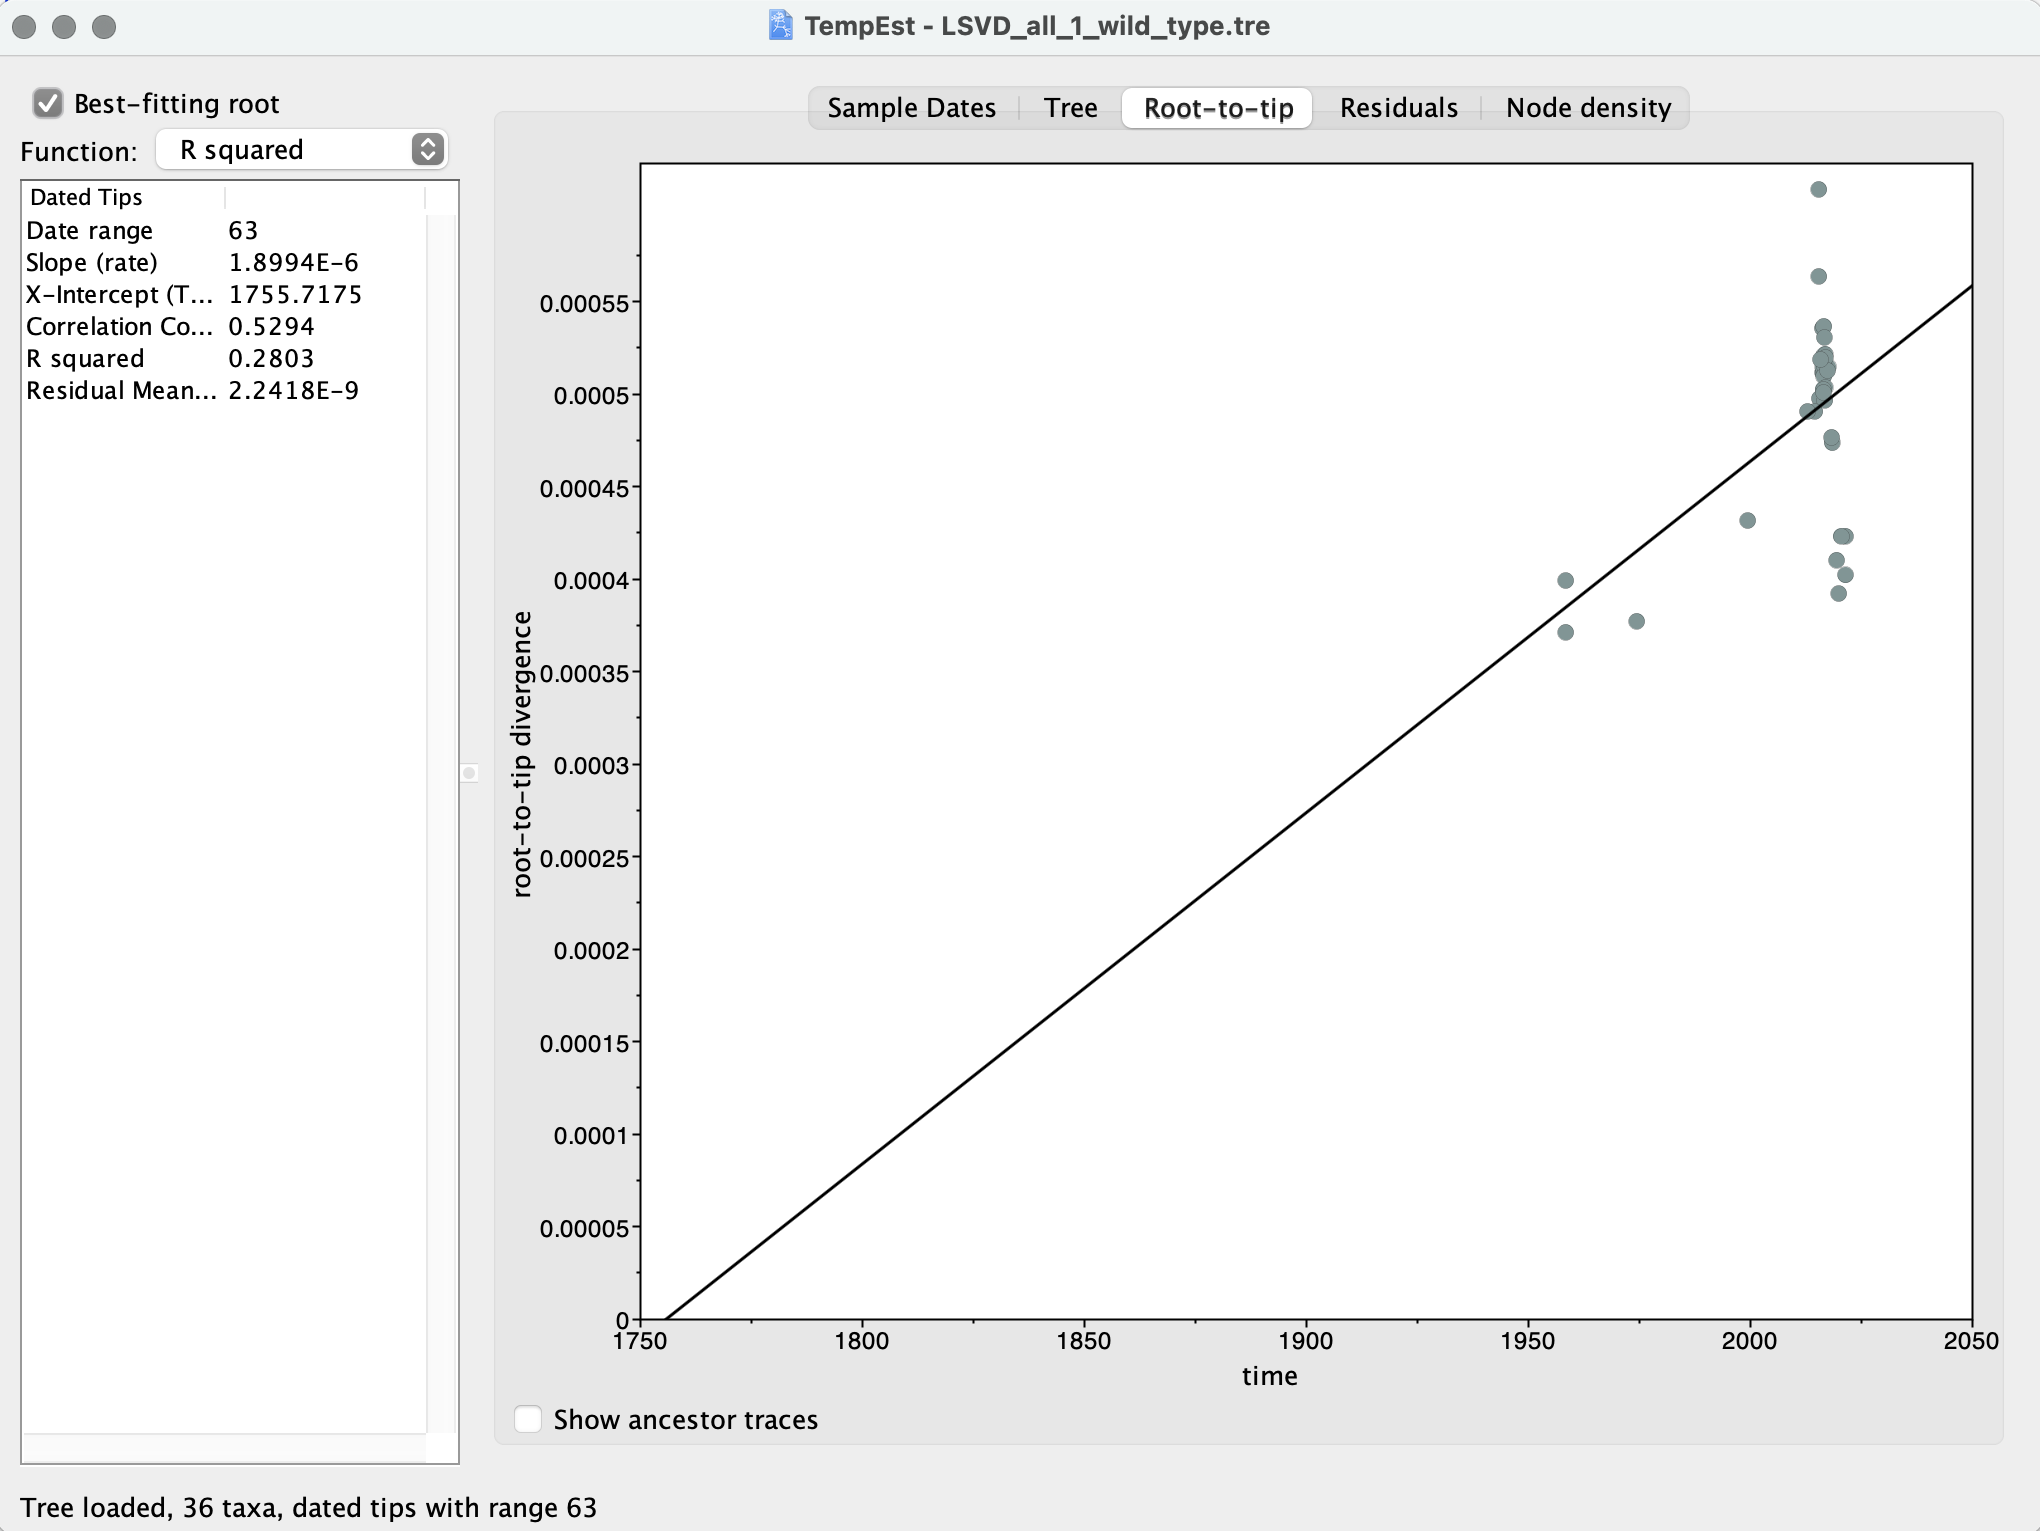 TempEst - LSVD_all_1_wild_type.tre
Best-fitting root
Function: R squared
Dated Tips
Date range 63
Slope (rate) 1.8994E-6
X-Intercept (T... 1755.7175
Correlation Co... 0.5294
R squared 0.2803
Residual Mean... 2.2418E-9
Sample Dates Tree Root-to-tip Residuals Node density
root-to-tip divergence
0.00055
0.0005
0.00045
0.0004
0.00035
0.0003
0.00025
0.0002
0.00015
0.0001
0.00005
0
1750 1800 1850 1900 1950 2000 2050
time
Show ancestor traces
Tree loaded, 36 taxa, dated tips with range 63